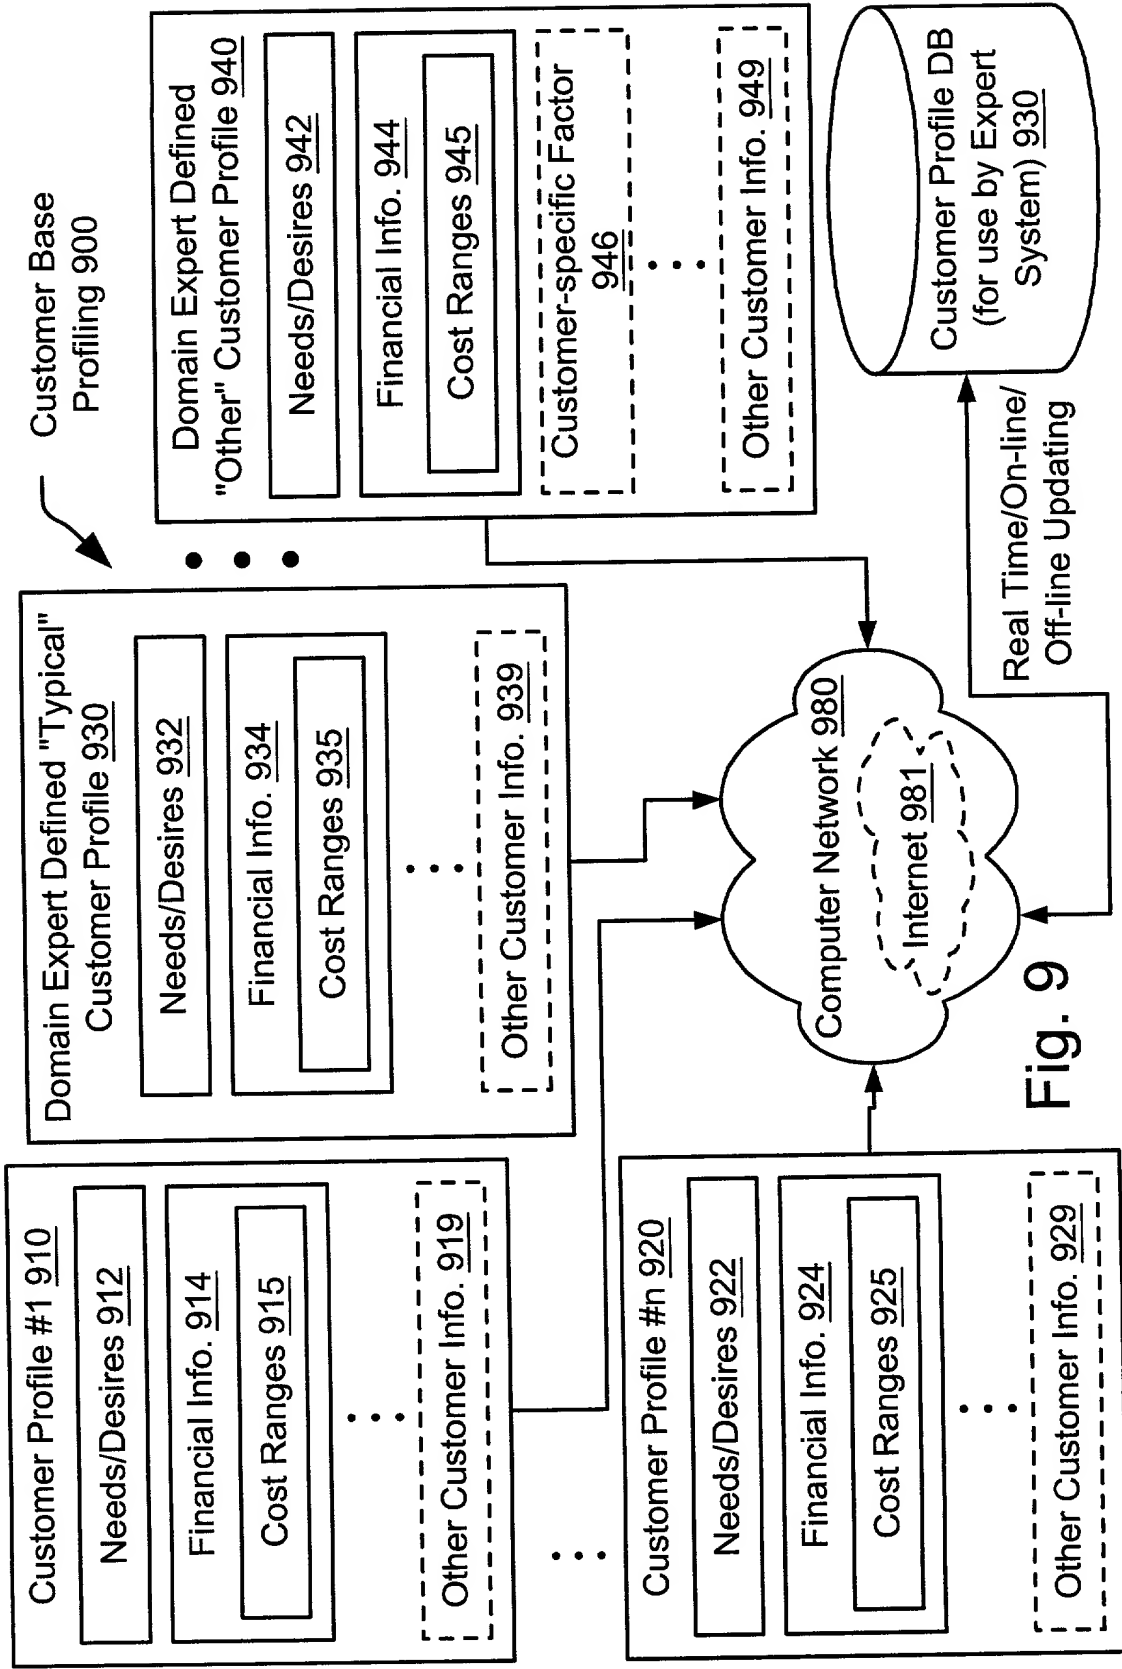 Customer Base
Profiling 900
Customer Profile #1 910
Needs/Desires 912
Financial Info. 914
Cost Ranges 915
Other Customer Info. 919
Domain Expert Defined "Typical"
Customer Profile 930
Needs/Desires 932
Financial Info. 934
Cost Ranges 935
Other Customer Info. 939
Domain Expert Defined
"Other" Customer Profile 940
Needs/Desires 942
Financial Info. 944
Cost Ranges 945
Customer-specific Factor
946
Other Customer Info. 949
Customer Profile #n 920
Needs/Desires 922
Financial Info. 924
Cost Ranges 925
Other Customer Info. 929
Computer Network 980
Internet 981
Real Time/On-line/
Off-line Updating
Customer Profile DB
(for use by Expert
System) 930
Fig. 9